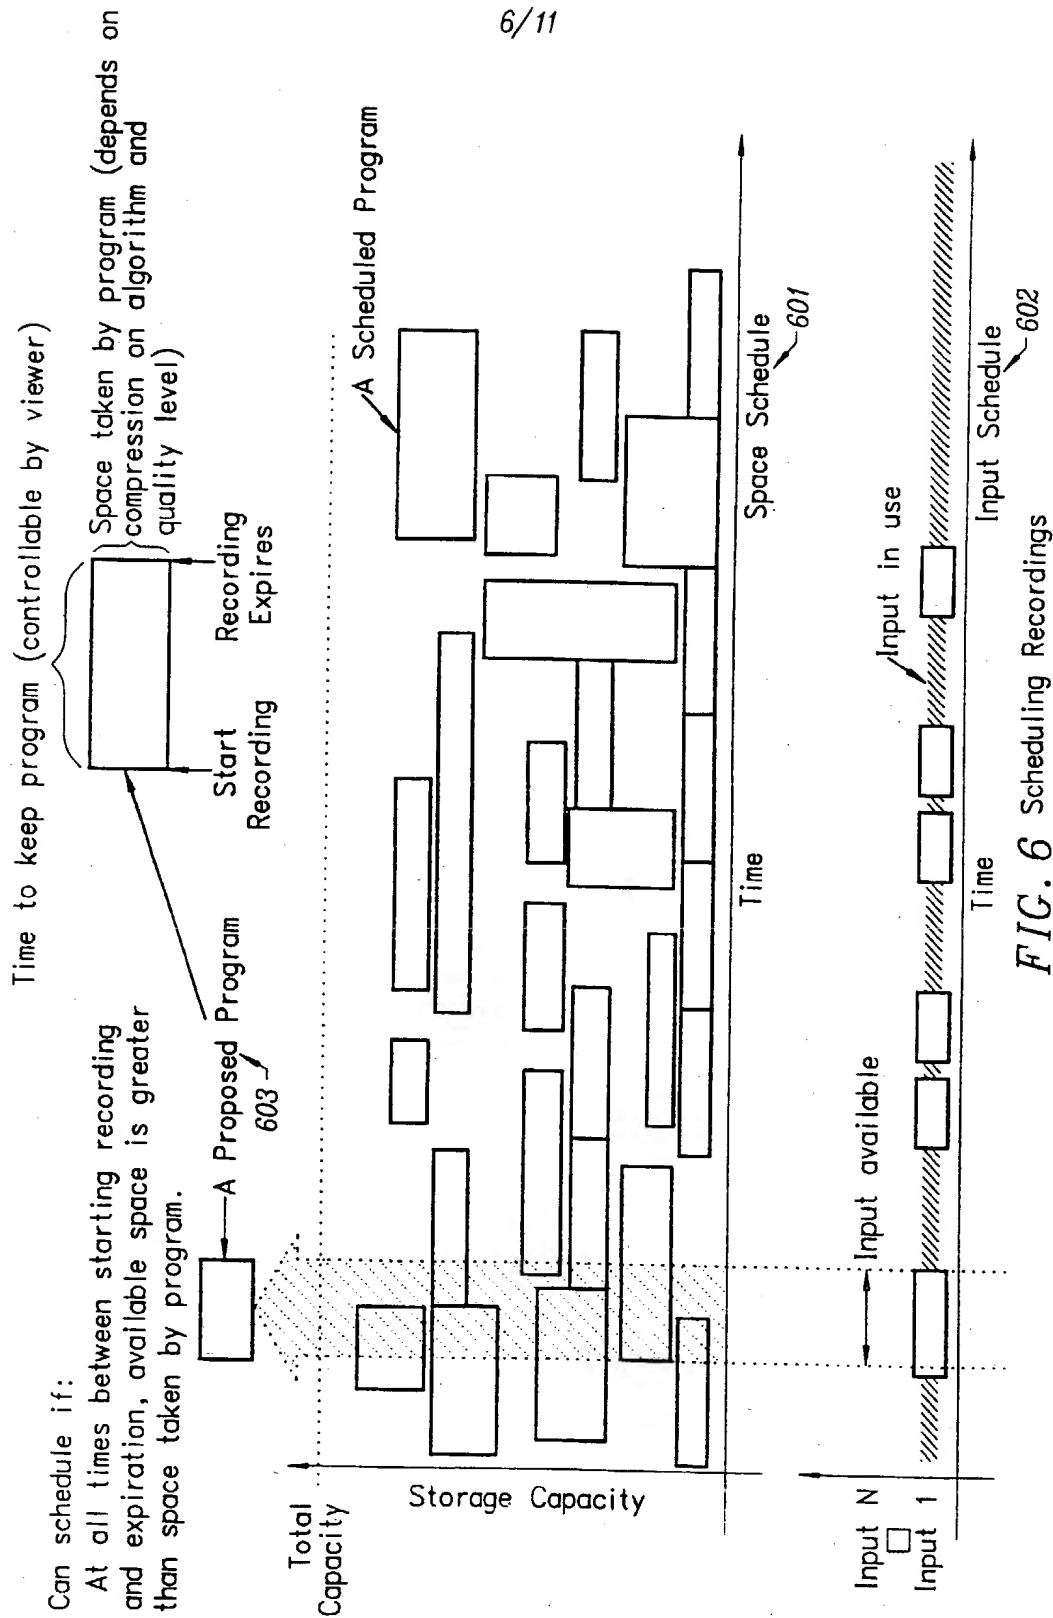 6/11
Time to keep program (controllable by viewer)
Space taken by program (depends on
compression on algorithm and
quality level)
Start
Recording
Recording
Expires
Can schedule if:
At all times between starting recording
and expiration, available space is greater
than space taken by program.
A Proposed Program
603
A Scheduled Program
Total
Capacity
Storage Capacity
Time
Space Schedule
601
Input N
Input 1
Input available
Input in use
Time
Input Schedule
602
FIG. 6 Scheduling Recordings